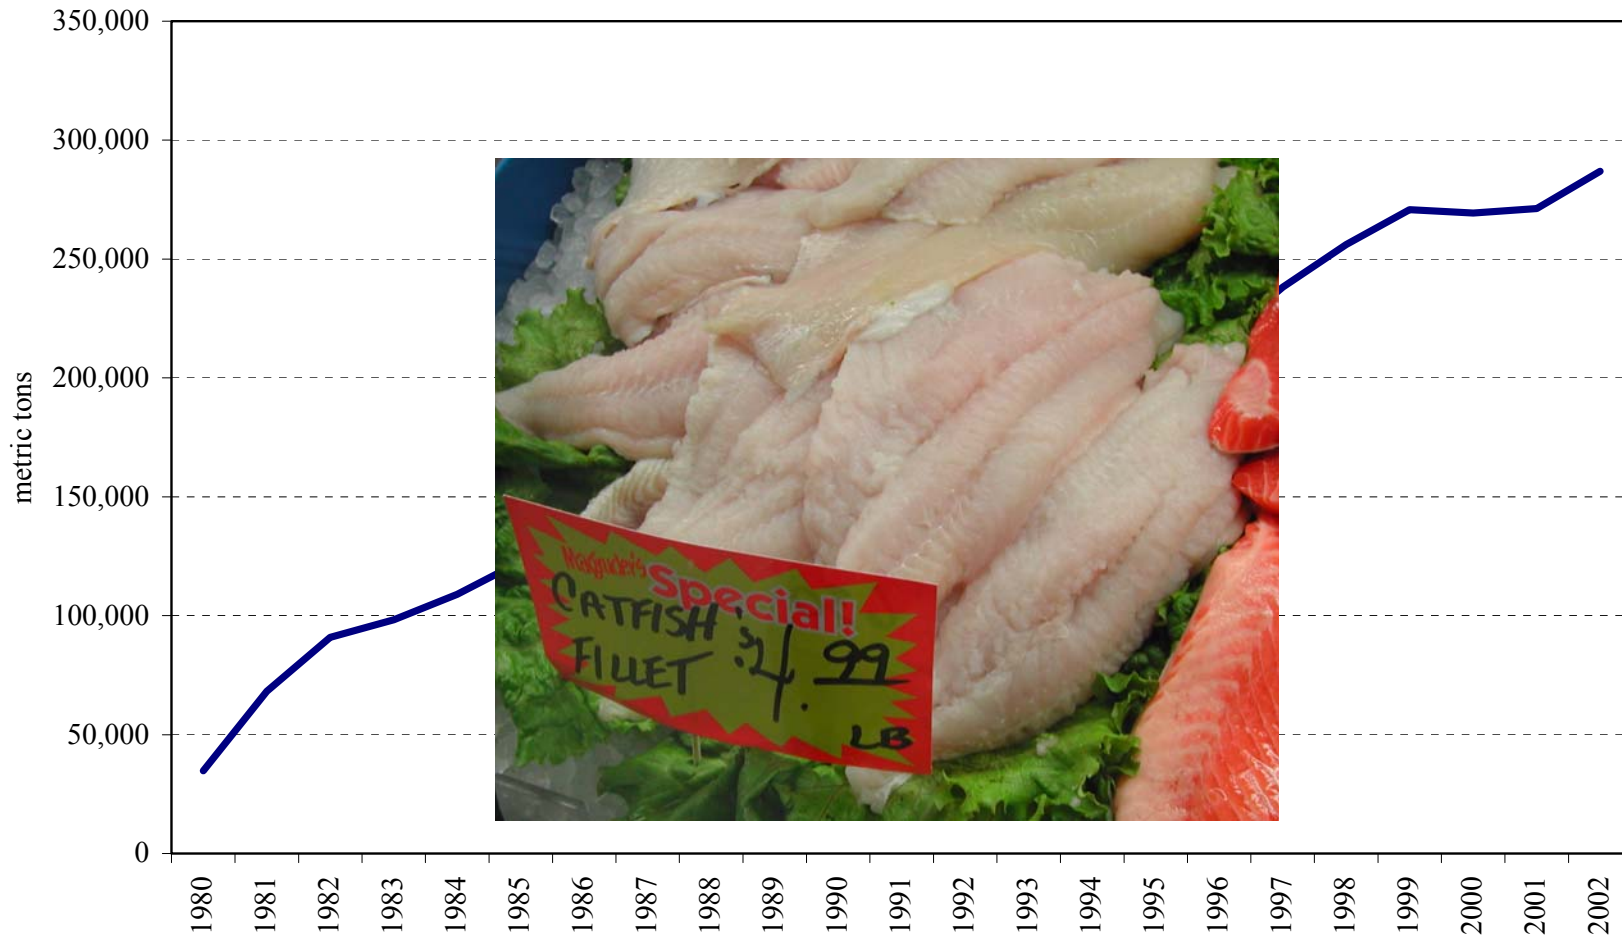 350,000
300,000
250,000
200,000
150,000
100,000
50,000
0
metric tons
Special!
CATFISH $4.99
FILLET
LB
1980 1981 1982 1983 1984 1985 1986 1987 1988 1989 1990 1991 1992 1993 1994 1995 1996 1997 1998 1999 2000 2001 2002